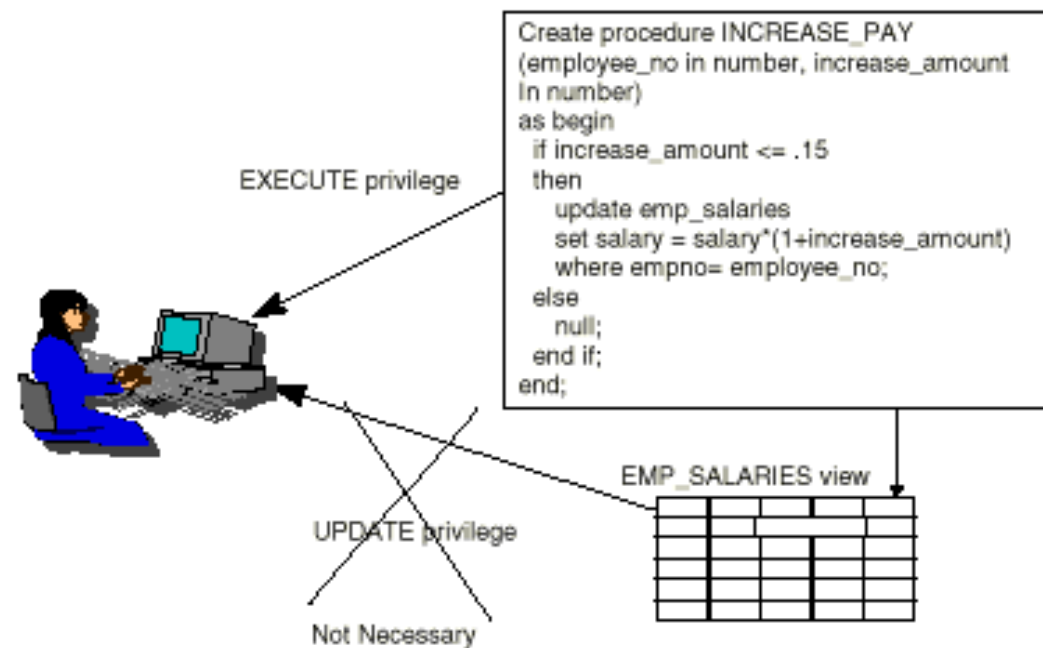 Create procedure INCREASE_PAY
(employee_no in number, increase_amount
In number)
as begin
if increase_amount <= .15
then
update emp_salaries
set salary = salary*(1+increase_amount)
where empno= employee_no;
else
null;
end if;
end;
EXECUTE privilege
EMP_SALARIES view
UPDATE privilege
Not Necessary